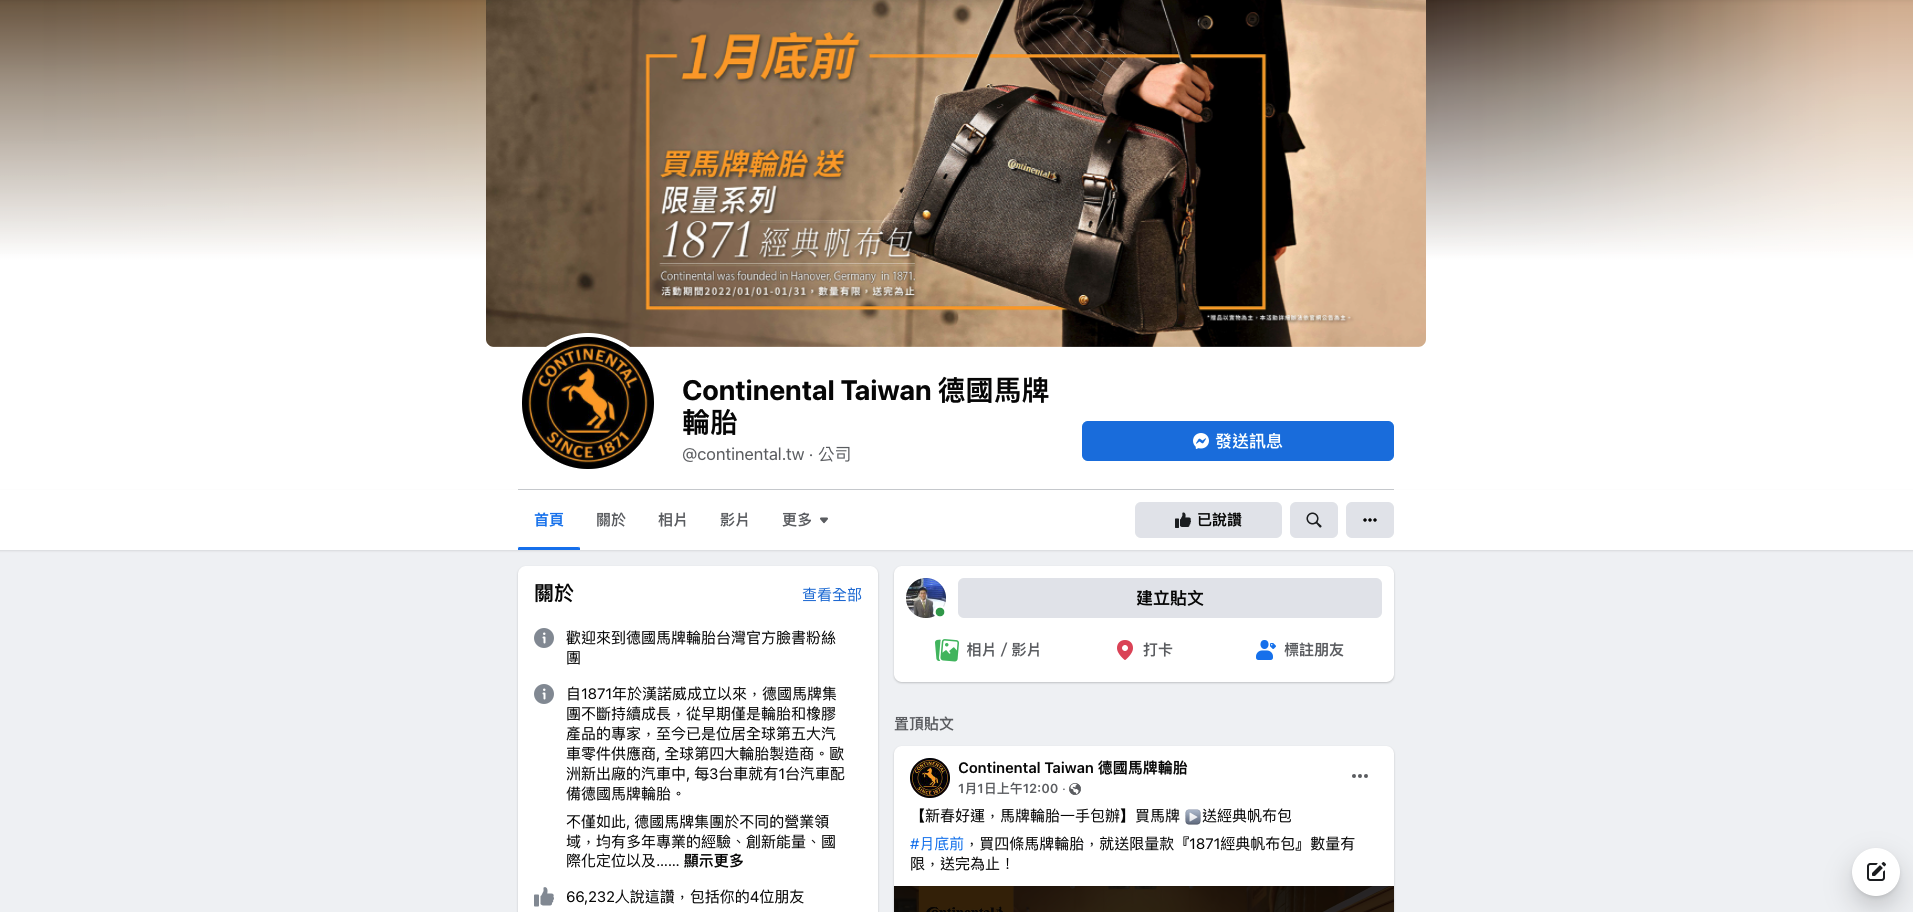 1月底前
買馬牌輪胎 送
限量系列
1871 經典帆布包
Continental was founded in Hanover, Germany in 1871.
活動期間2022/01/01-01/31，數量有限，送完為止
Continental
CONTINENTAL
SINCE 1871
Continental Taiwan 德國馬牌
輪胎
@continental.tw · 公司
發送訊息
首頁 關於 相片 影片 更多
已說讚
關於 查看全部
歡迎來到德國馬牌輪胎台灣官方臉書粉絲
團
自1871年於漢諾威成立以來，德國馬牌集
團不斷持續成長，從早期僅是輪胎和橡膠
產品的專家，至今已是位居全球第五大汽
車零件供應商, 全球第四大輪胎製造商。歐
洲新出廠的汽車中, 每3台車就有1台汽車配
備德國馬牌輪胎。
不僅如此, 德國馬牌集團於不同的營業領
域，均有多年專業的經驗、創新能量、國
際化定位以及...... 顯示更多
66,232人說這讚，包括你的4位朋友
建立貼文
相片 / 影片 打卡 標註朋友
置頂貼文
Continental Taiwan 德國馬牌輪胎
1月1日上午12:00 ·
【新春好運，馬牌輪胎一手包辦】買馬牌 ▶送經典帆布包
#月底前，買四條馬牌輪胎，就送限量款『1871經典帆布包』數量有
限，送完為止！
Continental